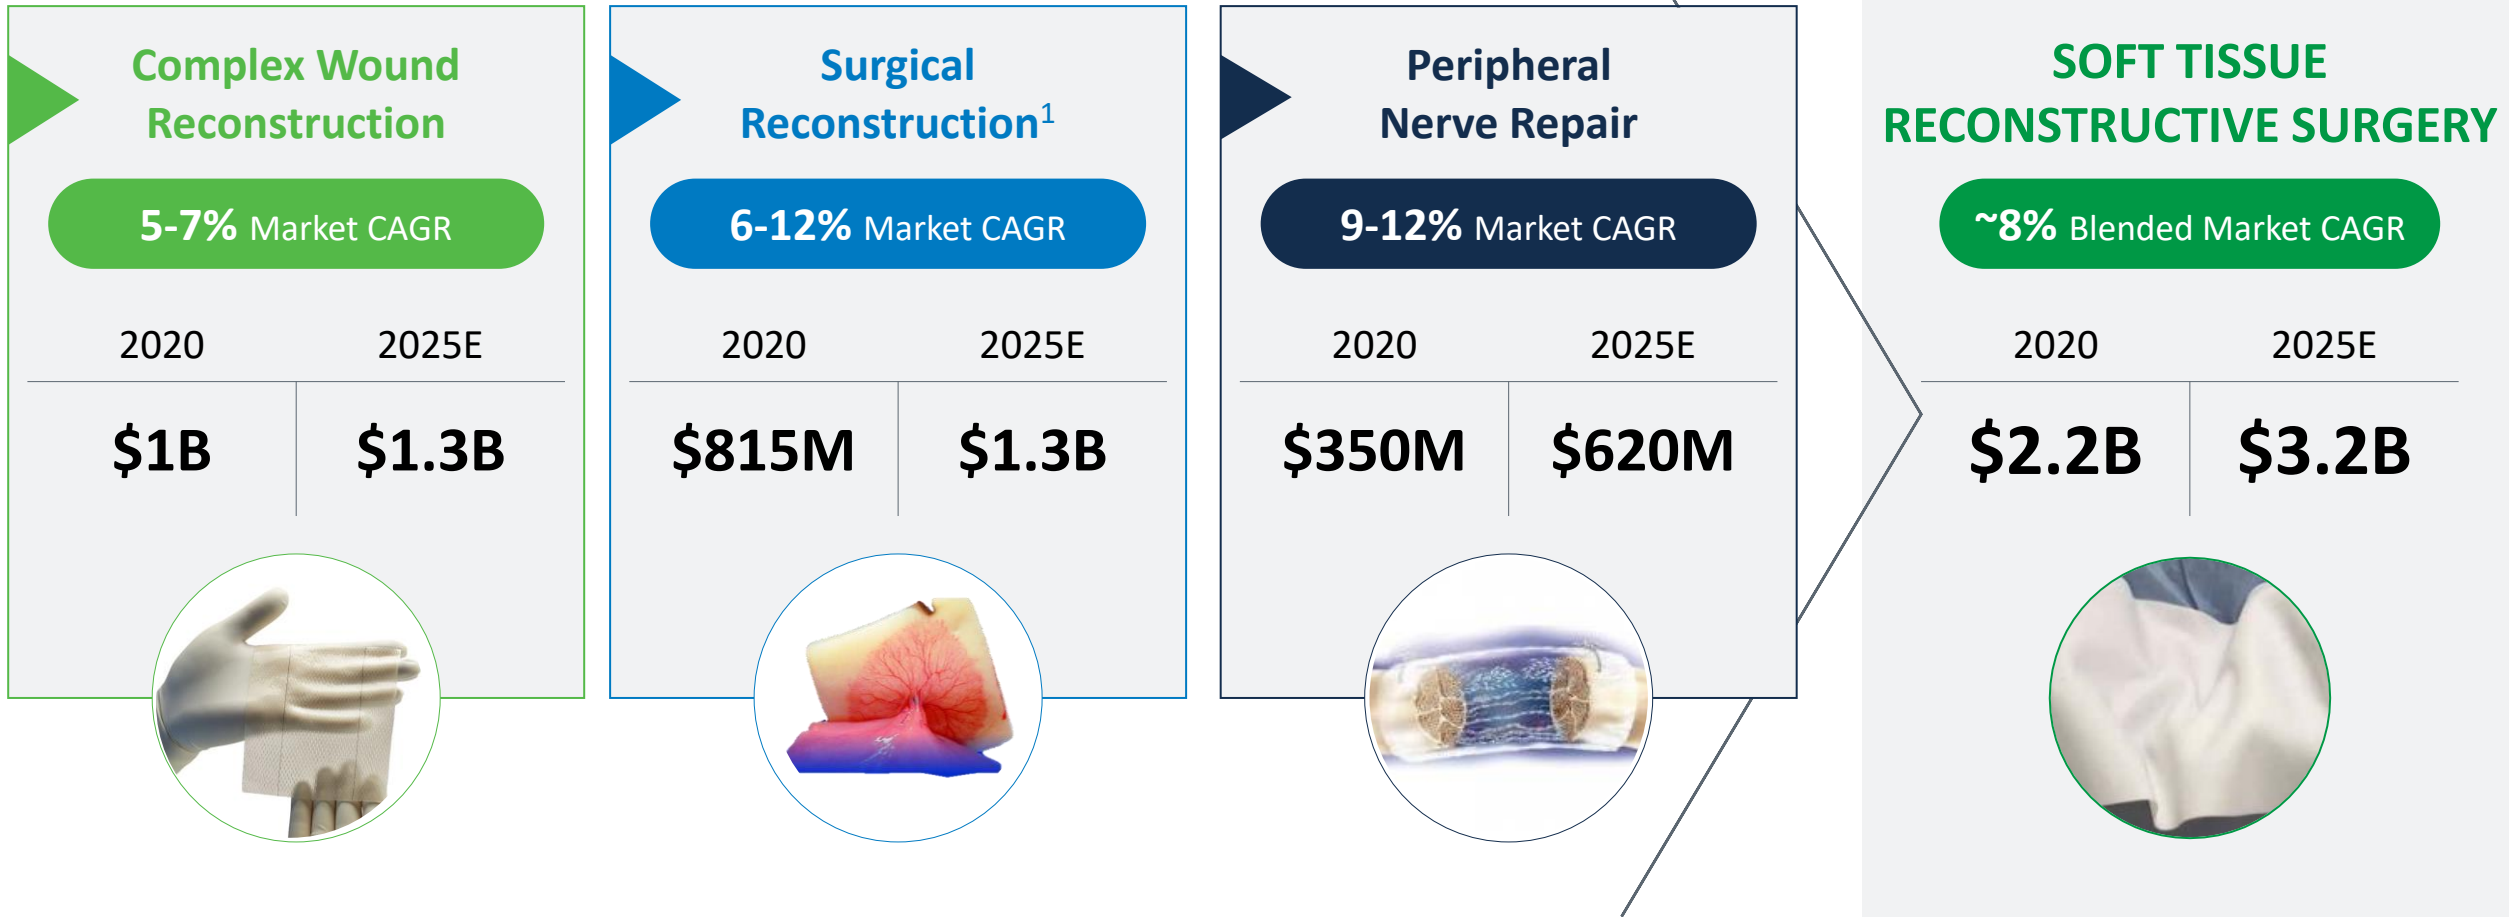 Complex Wound
Reconstruction
5-7% Market CAGR
2020 2025E
$1B $1.3B
Surgical
Reconstruction1
6-12% Market CAGR
2020 2025E
$815M $1.3B
Peripheral
Nerve Repair
9-12% Market CAGR
2020 2025E
$350M $620M
SOFT TISSUE
RECONSTRUCTIVE SURGERY
~8% Blended Market CAGR
2020 2025E
$2.2B $3.2B